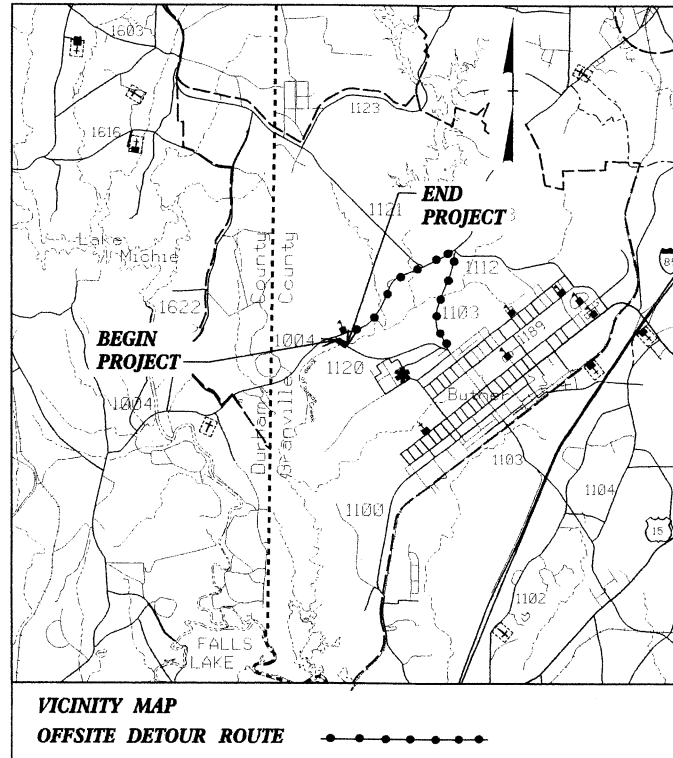 1603
1123
1616
END
PROJECT
1121
Lake
Michie
1112
85
County
County
1622
1103
1004
BEGIN
PROJECT
1189
1120
1004
Durham
Granville
1103
1100
1104
15
1102
FALLS
LAKE
VICINITY MAP
OFFSITE DETOUR ROUTE